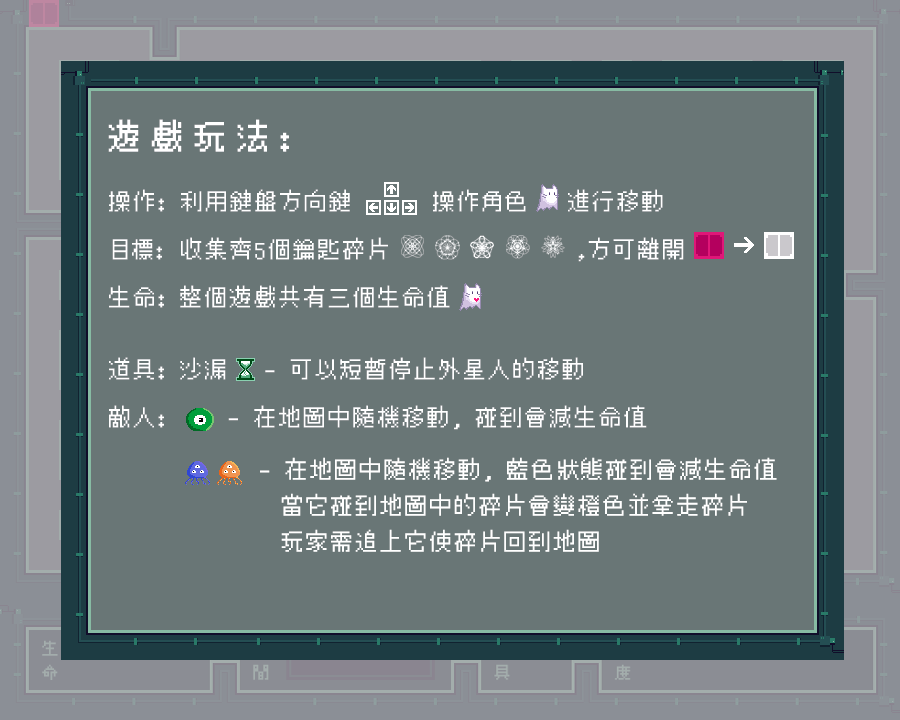 遊戲玩法:
操作: 利用鍵盤方向鍵 操作角色 進行移動
目標: 收集齊5個鑰匙碎片 ,方可離開 →
生命: 整個遊戲共有三個生命值
道具: 沙漏 - 可以短暫停止外星人的移動
敵人: - 在地圖中隨機移動, 碰到會減生命值
- 在地圖中隨機移動, 藍色狀態碰到會減生命值
當它碰到地圖中的碎片會變橙色並拿走碎片
玩家需追上它使碎片回到地圖
生命 間 具 度